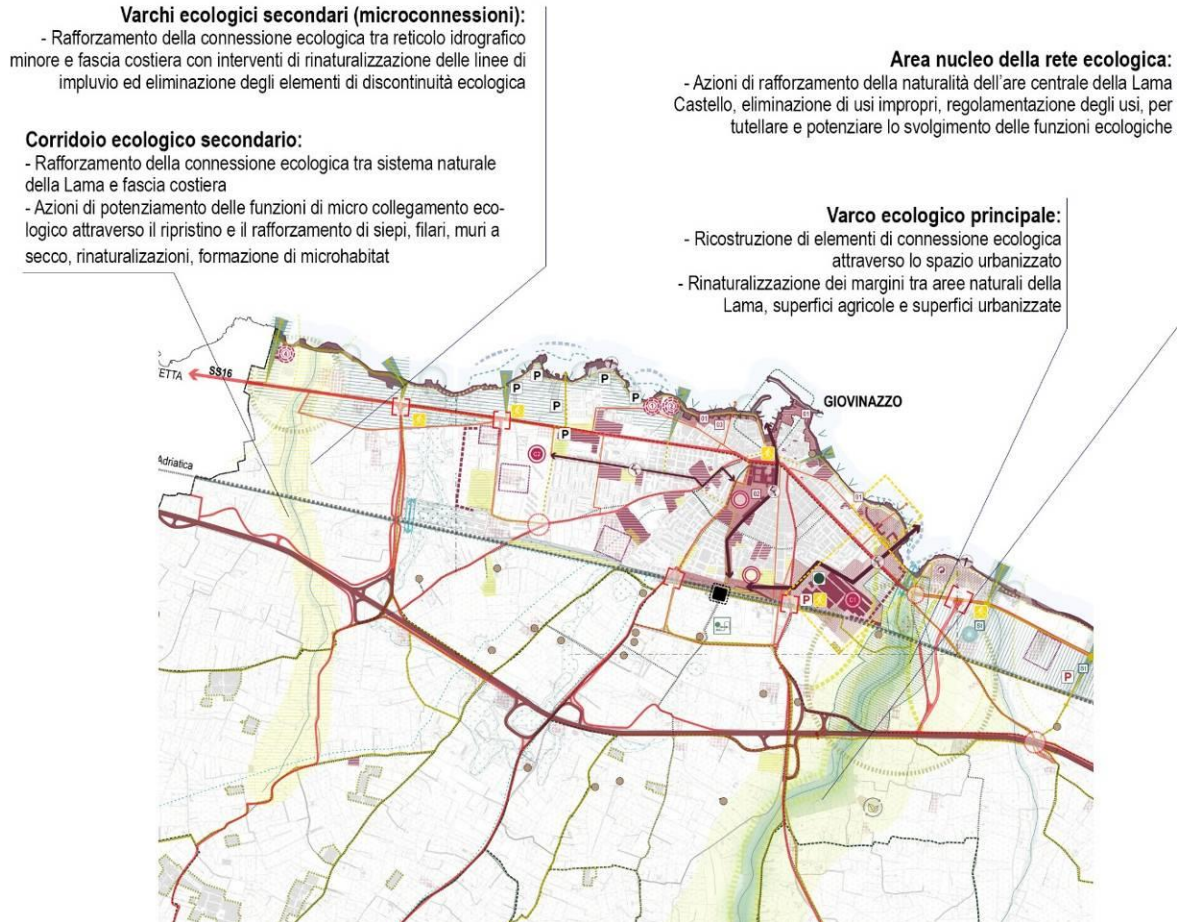 Varchi ecologici secondari (microconnessioni):
- Rafforzamento della connessione ecologica tra reticolo idrografico
minore e fascia costiera con interventi di rinaturalizzazione delle linee di
impluvio ed eliminazione degli elementi di discontinuità ecologica
Area nucleo della rete ecologica:
- Azioni di rafforzamento della naturalità dell'are centrale della Lama
Castello, eliminazione di usi impropri, regolamentazione degli usi, per
tutellare e potenziare lo svolgimento delle funzioni ecologiche
Corridoio ecologico secondario:
- Rafforzamento della connessione ecologica tra sistema naturale
della Lama e fascia costiera
- Azioni di potenziamento delle funzioni di micro collegamento eco-
logico attraverso il ripristino e il rafforzamento di siepi, filari, muri a
secco, rinaturalizazioni, formazione di microhabitat
Varco ecologico principale:
- Ricostruzione di elementi di connessione ecologica
attraverso lo spazio urbanizzato
- Rinaturalizzazione dei margini tra aree naturali della
Lama, superfici agricole e superfici urbanizzate
ETTA
SS16
P
P
P
P
P
P
P
GIOVINAZZO
Adriatica
P
P